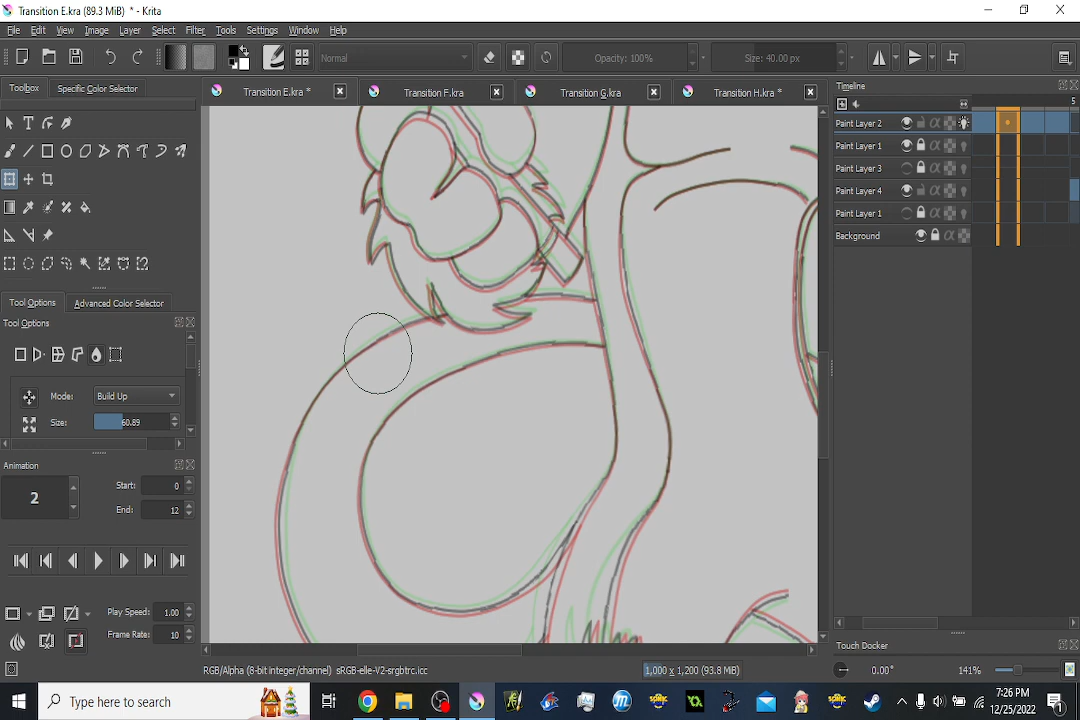 Transition E.kra (89.3 MiB) * - Krita
File Edit View Image Layer Select Filter Tools Settings Window Help
Normal Opacity: 100% Size: 40.00 px
Toolbox Specific Color Selector
Transition E.kra * Transition F.kra Transition G.kra Transition H.kra *
Timeline
5
Paint Layer 2
Paint Layer 1
Paint Layer 3
Paint Layer 4
Paint Layer 1
Background
Tool Options Advanced Color Selector
Tool Options
Mode: Build Up
Size: 60.89
Animation
2
Start: 0
End: 12
Play Speed: 1.00
Frame Rate: 10
Touch Docker
RGB/Alpha (8-bit integer/channel) sRGB-elle-V2-srgbtrc.icc
1,000 x 1,200 (93.8 MiB)
0.00°
141%
Type here to search
7:26 PM
12/25/2022
1